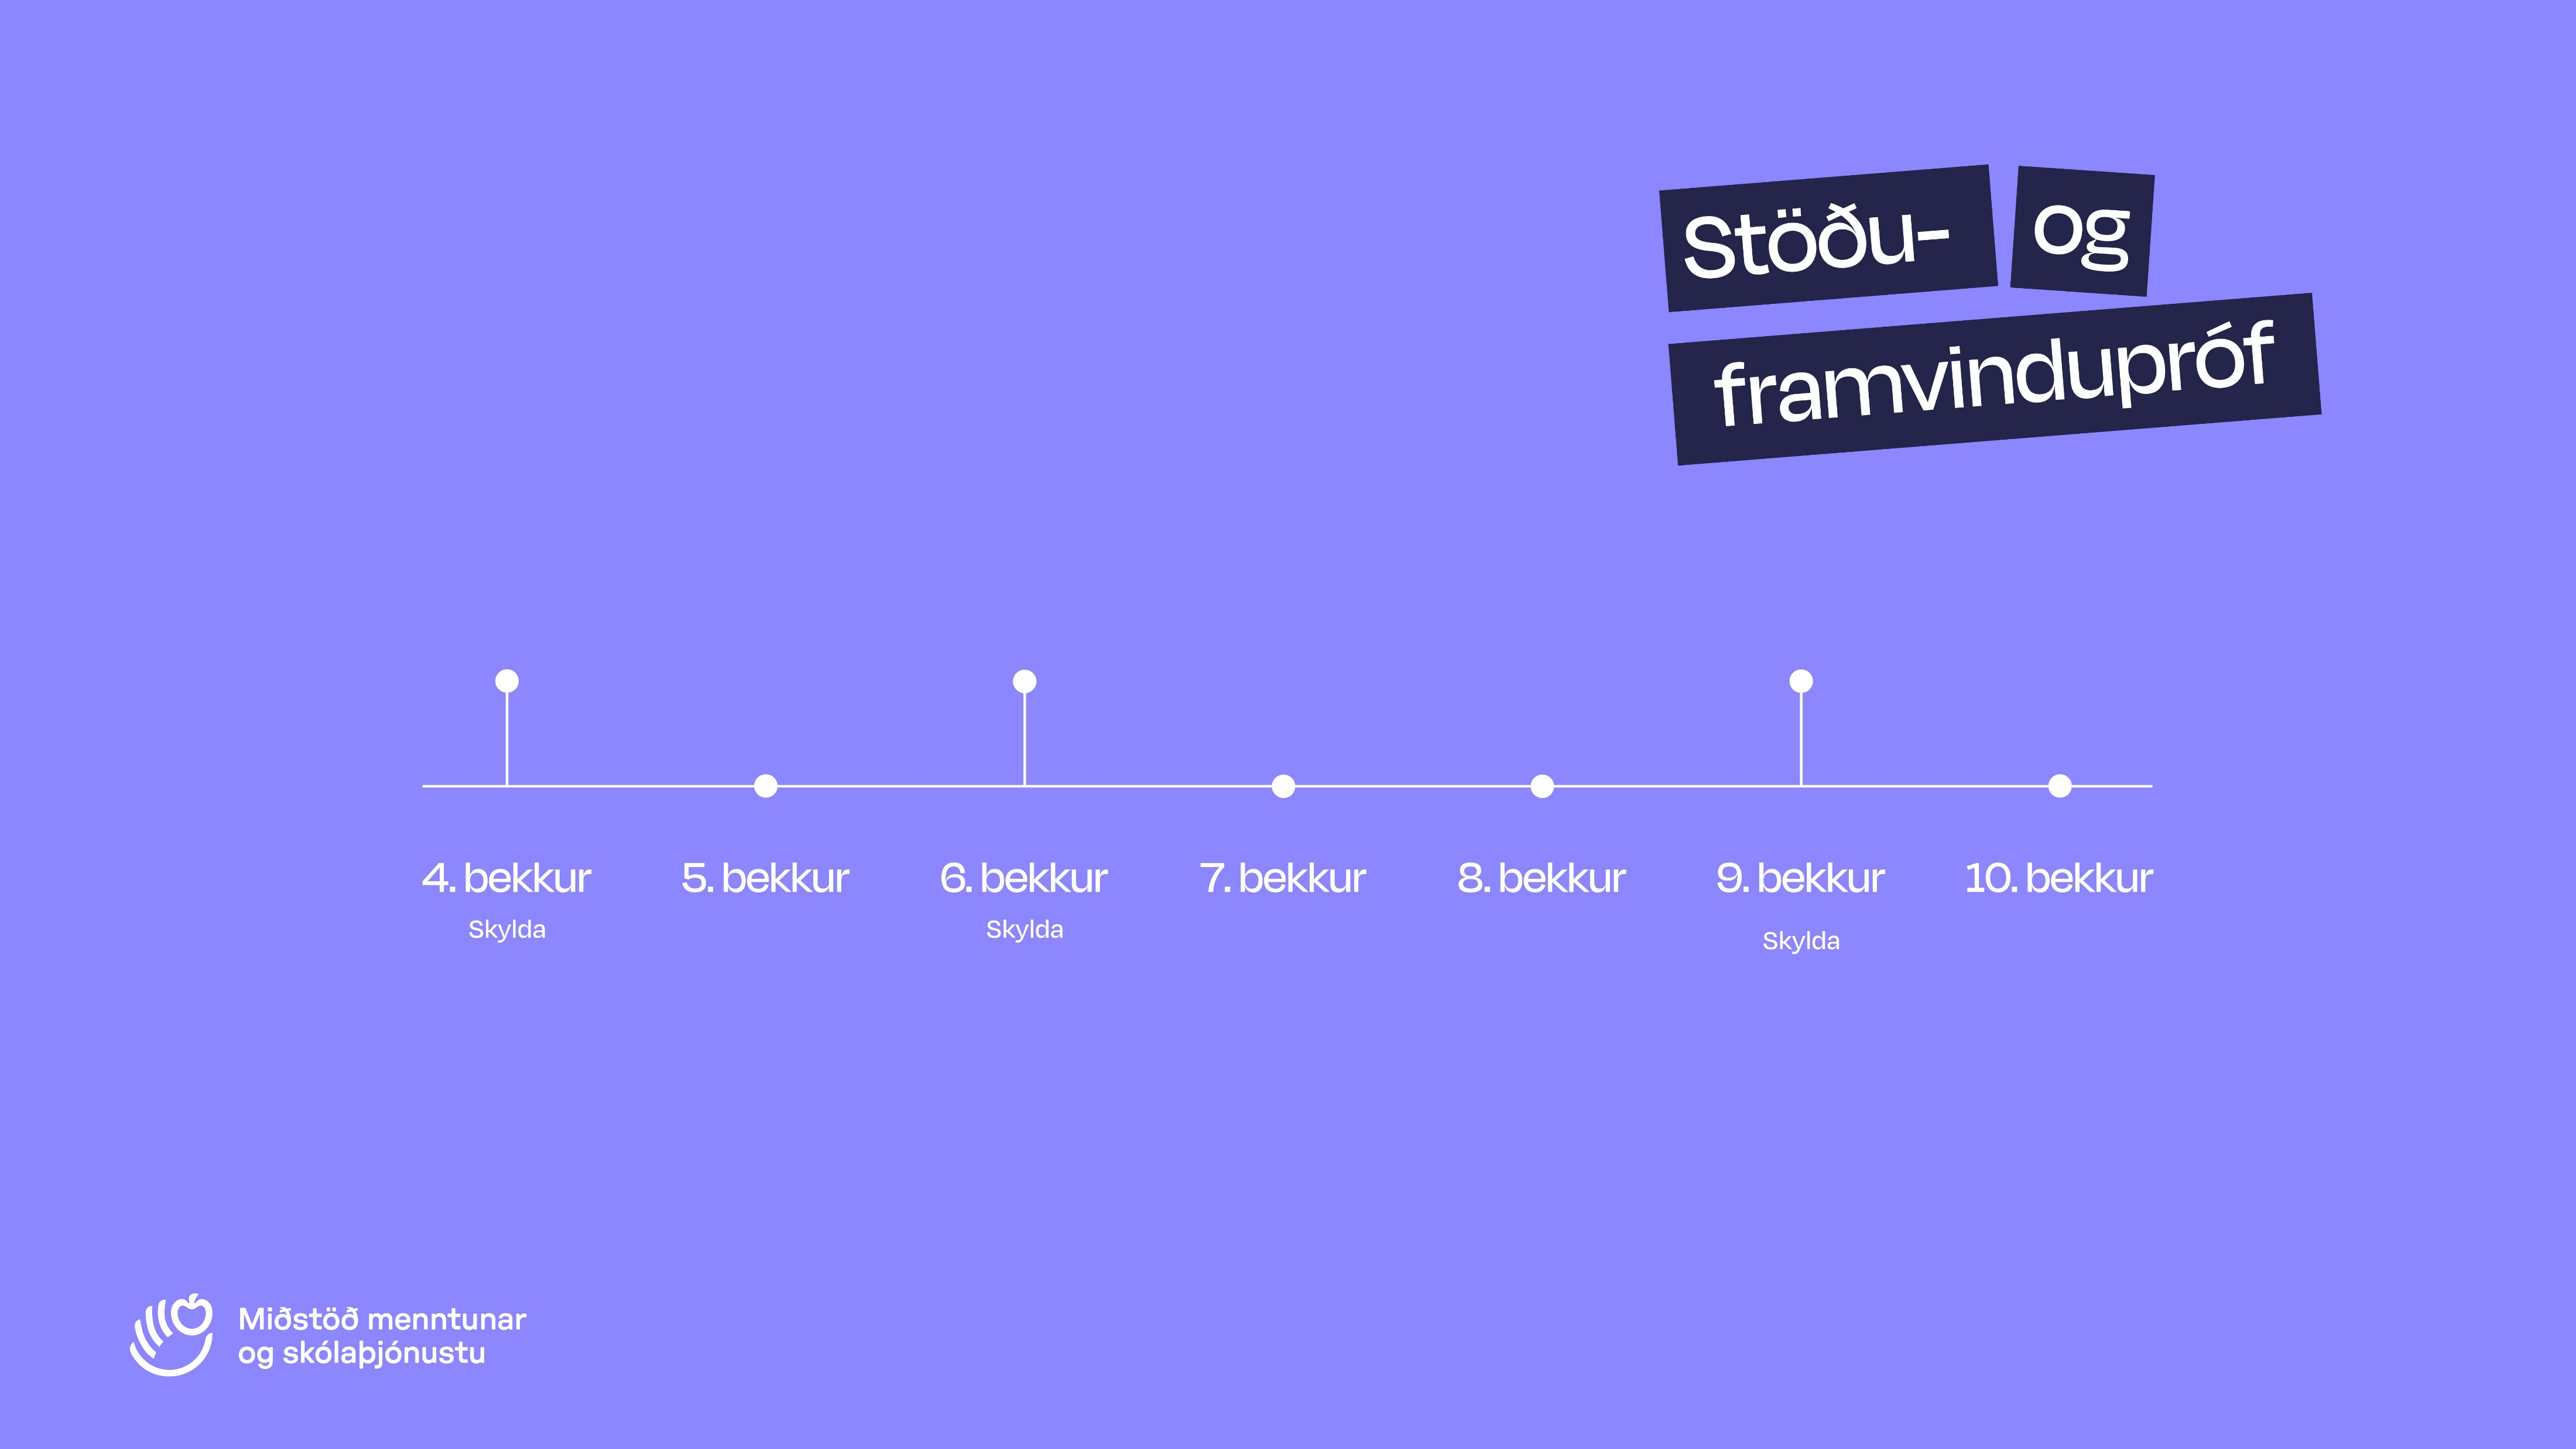 Stöðu- og
framvindupróf
4. bekkur
Skylda
5. bekkur
6. bekkur
Skylda
7. bekkur
8. bekkur
9. bekkur
Skylda
10. bekkur
Miðstöð menntunar
og skólaþjónustu